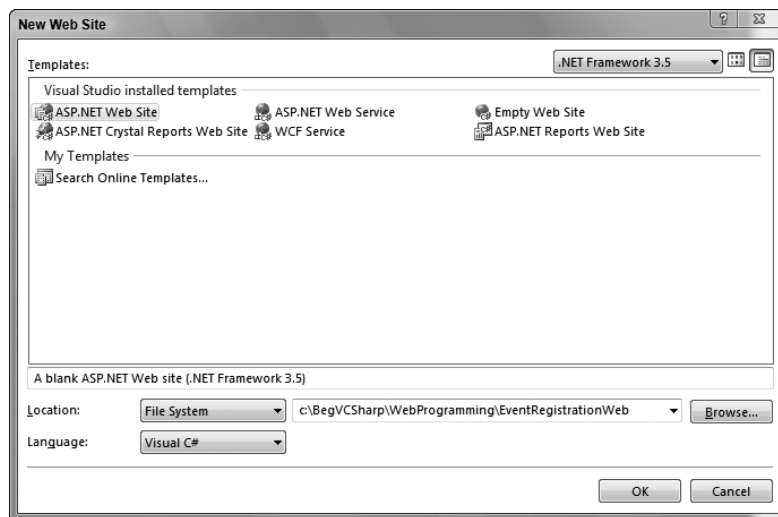 New Web Site
Templates:
.NET Framework 3.5
Visual Studio installed templates
ASP.NET Web Site
ASP.NET Web Service
Empty Web Site
ASP.NET Crystal Reports Web Site
WCF Service
ASP.NET Reports Web Site
My Templates
Search Online Templates...
A blank ASP.NET Web site (.NET Framework 3.5)
Location:
File System
c:\BegVCSharp\WebProgramming\EventRegistrationWeb
Browse...
Language:
Visual C#
OK
Cancel